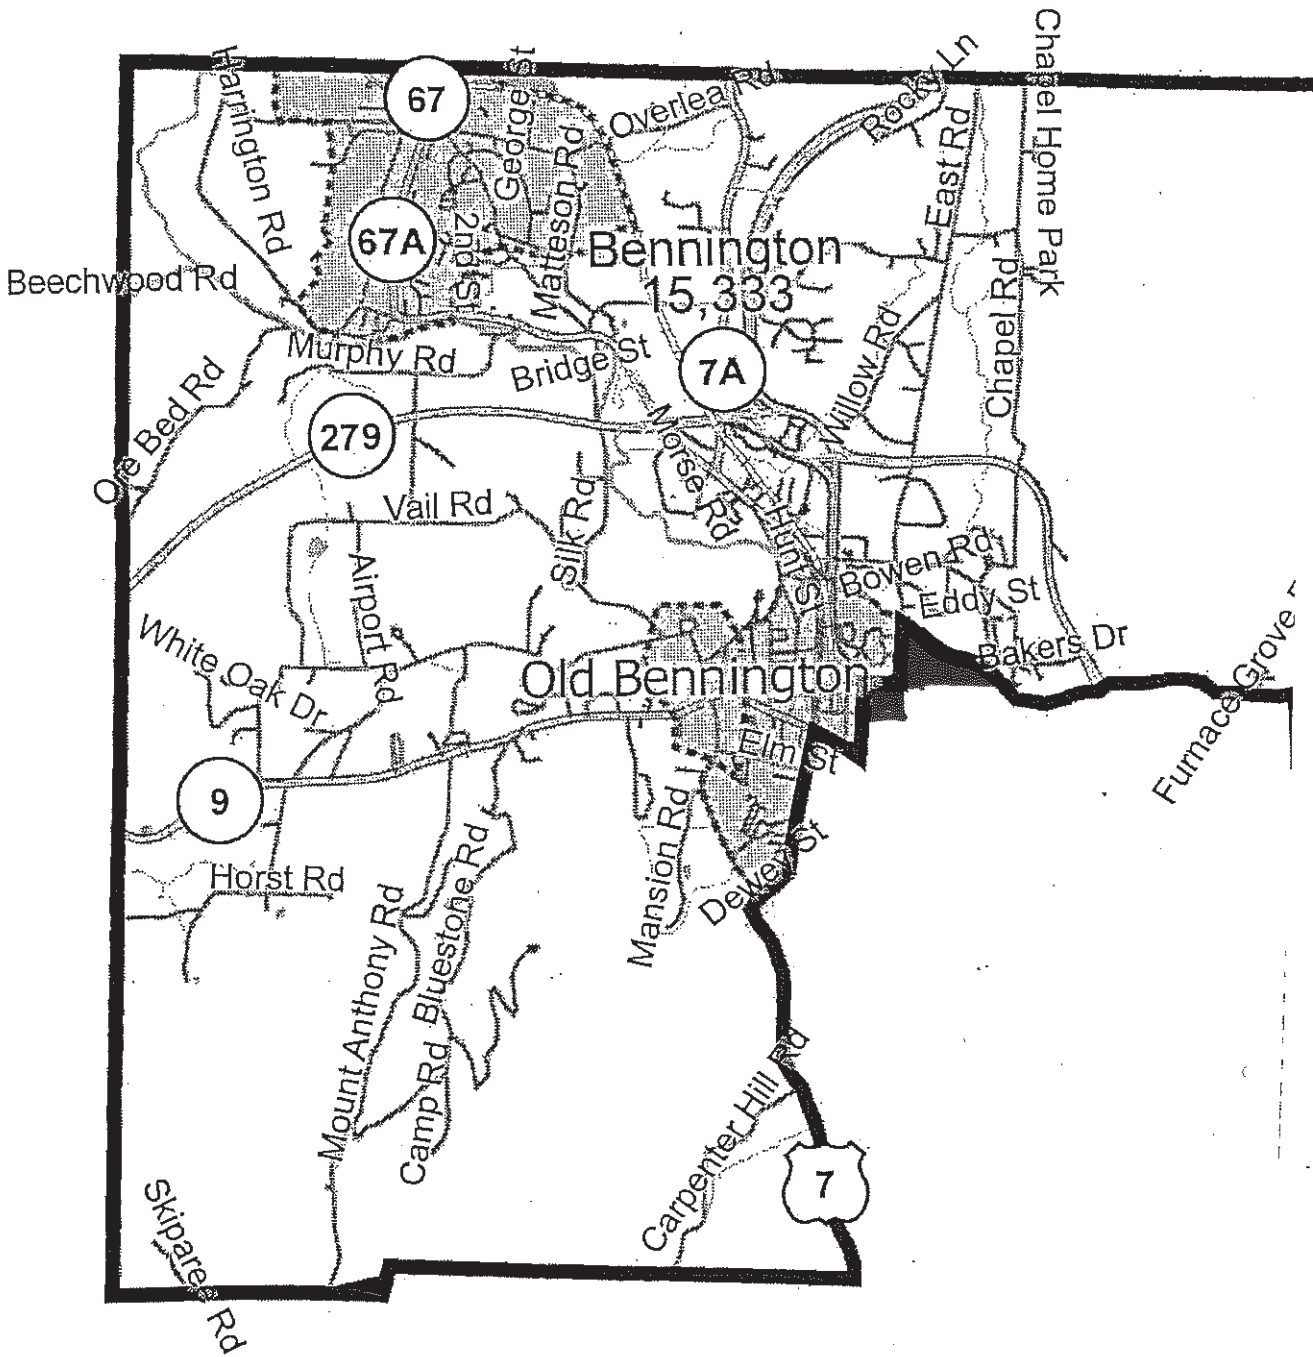 Harrington Rd
67
George St
Overlea Rd
Rocky Ln
Chapel Home Park
East Rd
67A
2nd St
Matteson Rd
Bennington
15,333
Beechwood Rd
Chapel Rd
Murphy Rd
Bridge St
7A
Willow Rd
Ore Bed Rd
279
Morse Rd
Vail Rd
Silk Rd
Hunt St
Bowen Rd
Airport Rd
Eddy St
White Oak Dr
Bakers Dr
Old Bennington
Furnace Grove
Elm St
9
Mansion Rd
Dewey St
Horst Rd
Bluestone Rd
Mount Anthony Rd
Camp Rd
Carpenter Hill Rd
7
Skiparee Rd